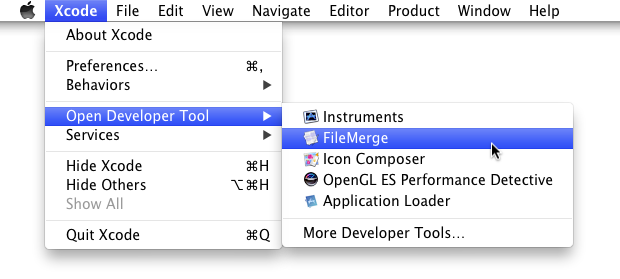 Xcode File Edit View Navigate Editor Product Window Help
About Xcode
Preferences... ⌘,
Behaviors ▶
Open Developer Tool ▶
Services ▶
Hide Xcode ⌘H
Hide Others ⌥⌘H
Show All
Quit Xcode ⌘Q
Instruments
FileMerge
Icon Composer
OpenGL ES Performance Detective
Application Loader
More Developer Tools...